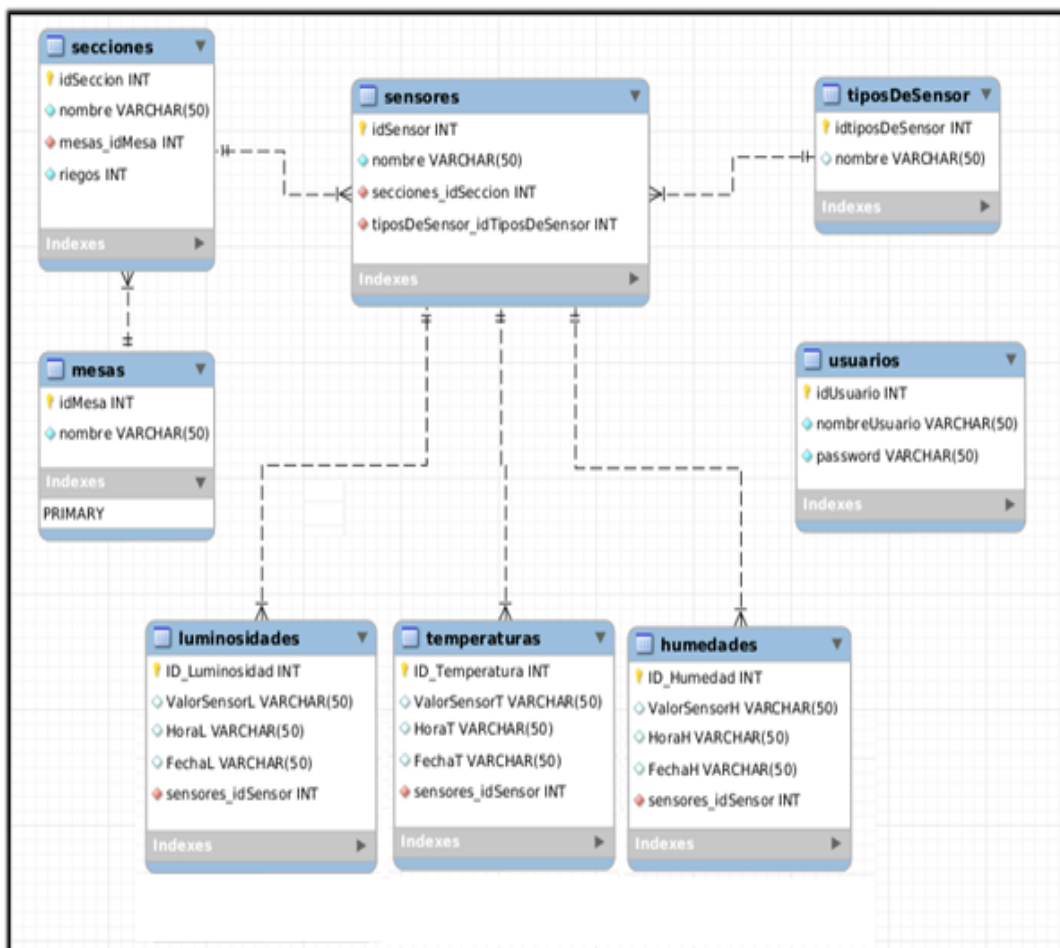 secciones
idSeccion INT
nombre VARCHAR(50)
mesas_idMesa INT
riegos INT
Indexes
sensores
idSensor INT
nombre VARCHAR(50)
secciones_idSeccion INT
tiposDeSensor_idTiposDeSensor INT
Indexes
tiposDeSensor
idtiposDeSensor INT
nombre VARCHAR(50)
Indexes
mesas
idMesa INT
nombre VARCHAR(50)
Indexes
PRIMARY
usuarios
idUsuario INT
nombreUsuario VARCHAR(50)
password VARCHAR(50)
Indexes
luminosidades
ID_Luminosidad INT
ValorSensorL VARCHAR(50)
HoraL VARCHAR(50)
FechaL VARCHAR(50)
sensores_idSensor INT
Indexes
temperaturas
ID_Temperatura INT
ValorSensorT VARCHAR(50)
HoraT VARCHAR(50)
FechaT VARCHAR(50)
sensores_idSensor INT
Indexes
humedades
ID_Humedad INT
ValorSensorH VARCHAR(50)
HoraH VARCHAR(50)
FechaH VARCHAR(50)
sensores_idSensor INT
Indexes